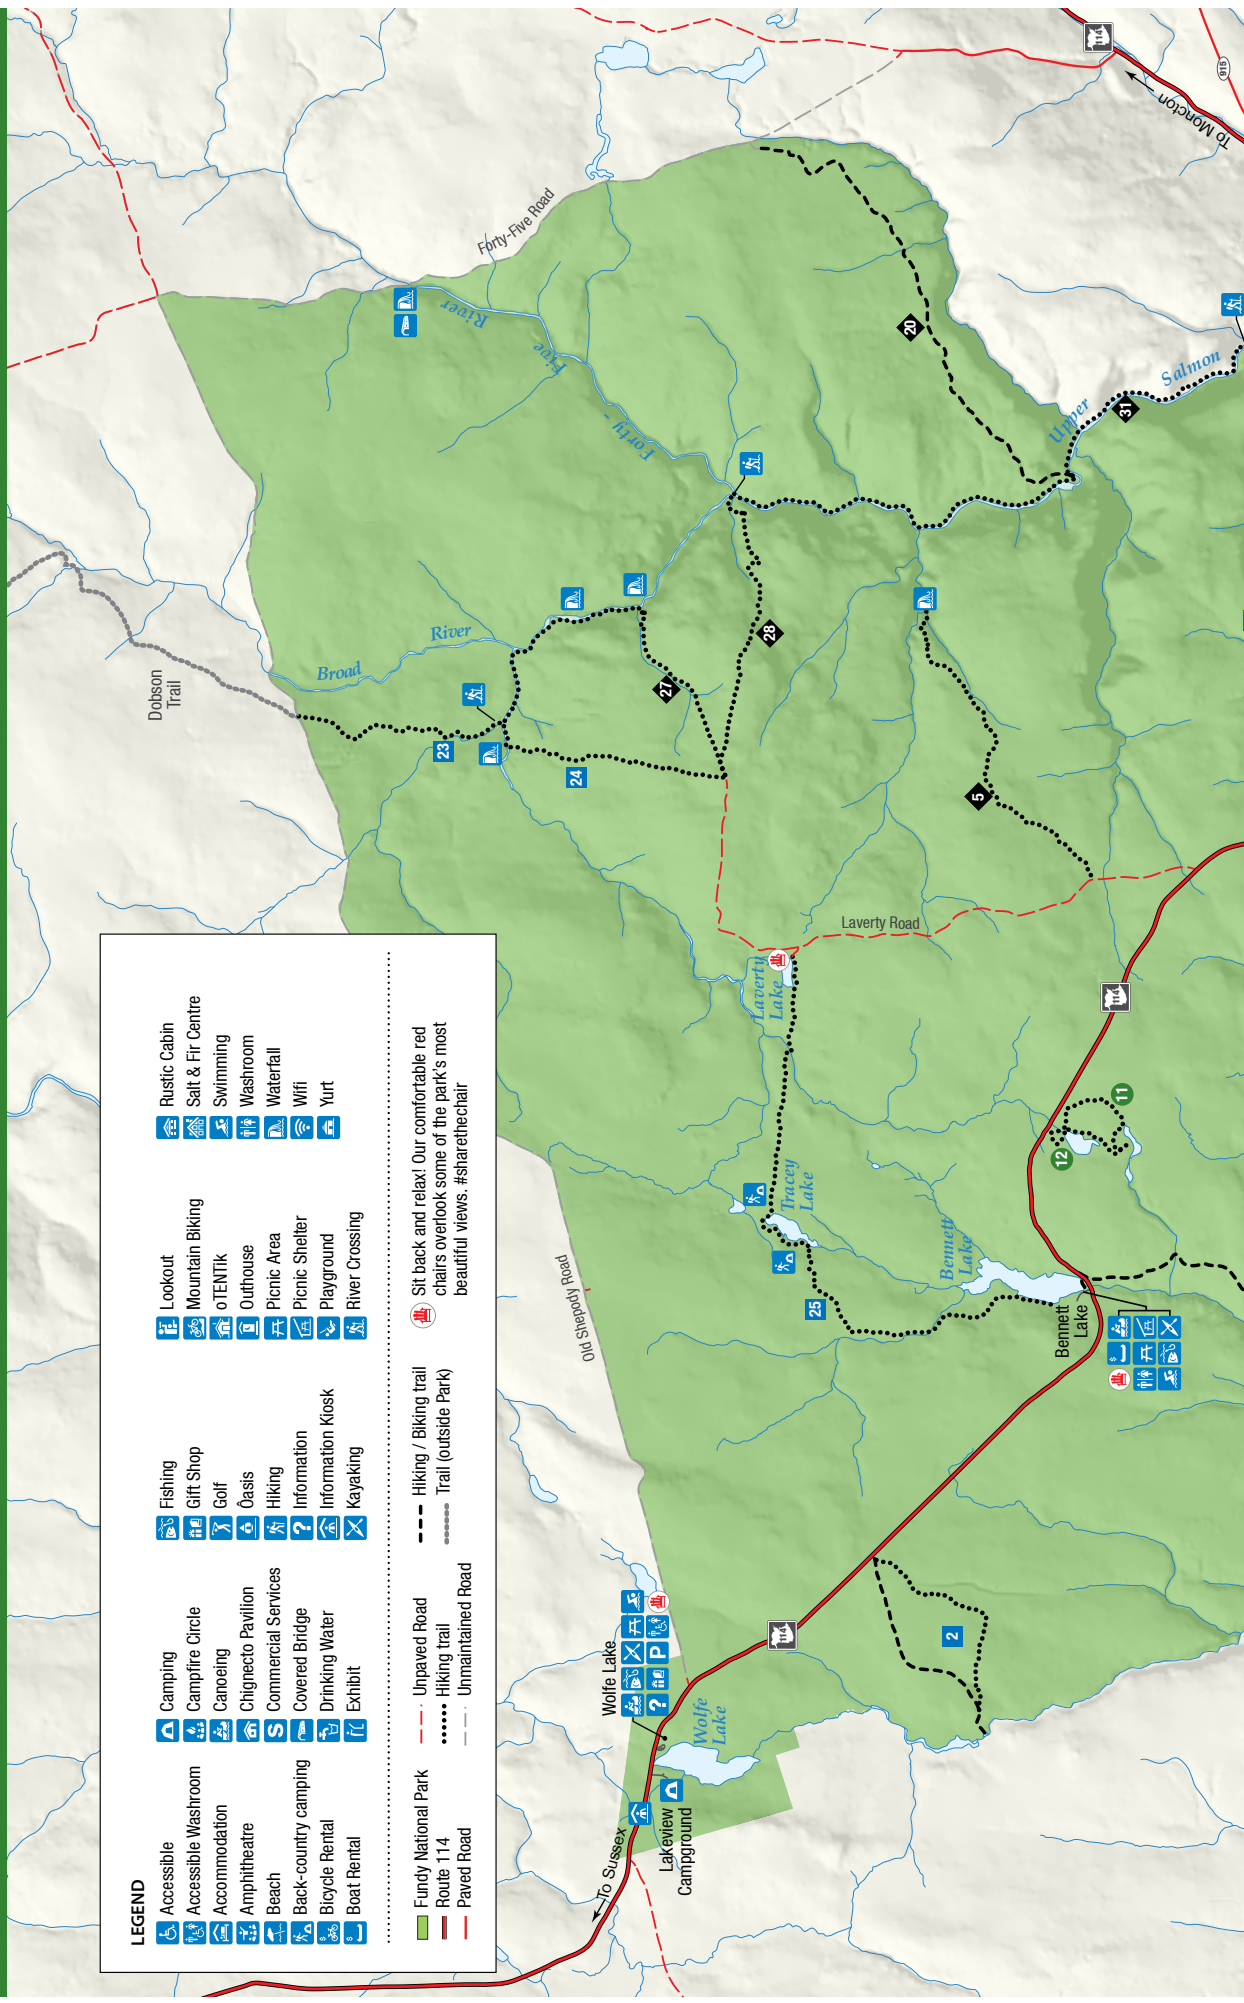 LEGEND
Accessible
Accessible Washroom
Accommodation
Amphitheatre
Beach
Back-country camping
Bicycle Rental
Boat Rental
Camping
Campfire Circle
Canoeing
Chignecto Pavilion
Commercial Services
Covered Bridge
Drinking Water
Exhibit
Fishing
Gift Shop
Golf
Ôasis
Hiking
Information
Information Kiosk
Kayaking
Lookout
Mountain Biking
oTENTik
Outhouse
Picnic Area
Picnic Shelter
Playground
River Crossing
Rustic Cabin
Salt & Fir Centre
Swimming
Washroom
Waterfall
Wifi
Yurt
Fundy National Park
Route 114
Paved Road
Unpaved Road
Hiking trail
Unmaintained Road
Hiking / Biking trail
Trail (outside Park)
Sit back and relax! Our comfortable red
chairs overlook some of the park's most
beautiful views. #sharethechair
To Sussex
Lakeview
Campground
Wolfe Lake
Wolfe
Lake
? P
114
2
Old Shepody Road
Bennett
Lake
Bennett
Lake
25
Tracey
Lake
12
11
114
Laverty
Lake
Laverty Road
5
Dobson
Trail
Broad
River
23
24
27
28
Forty-Five Road
Forty -
Five
River
20
Upper
Salmon
31
To Moncton
114
915